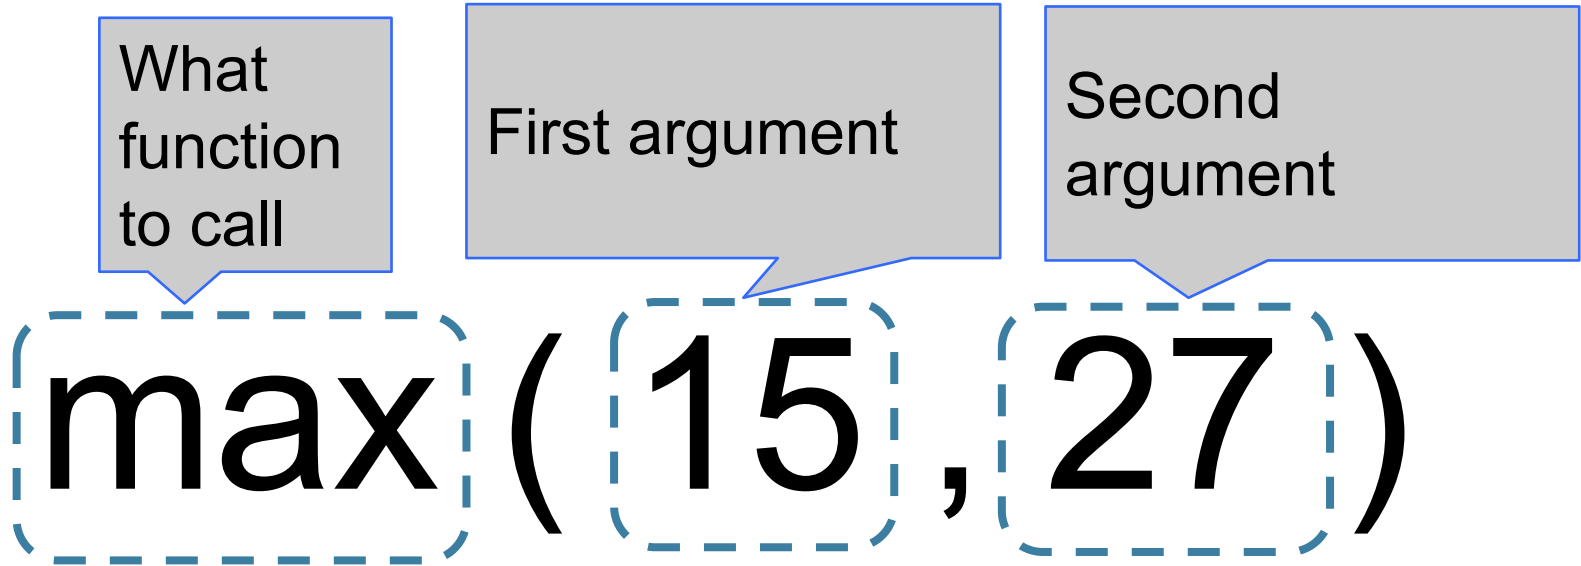 What
function
to call
First argument
Second
argument
max ( 15 , 27 )